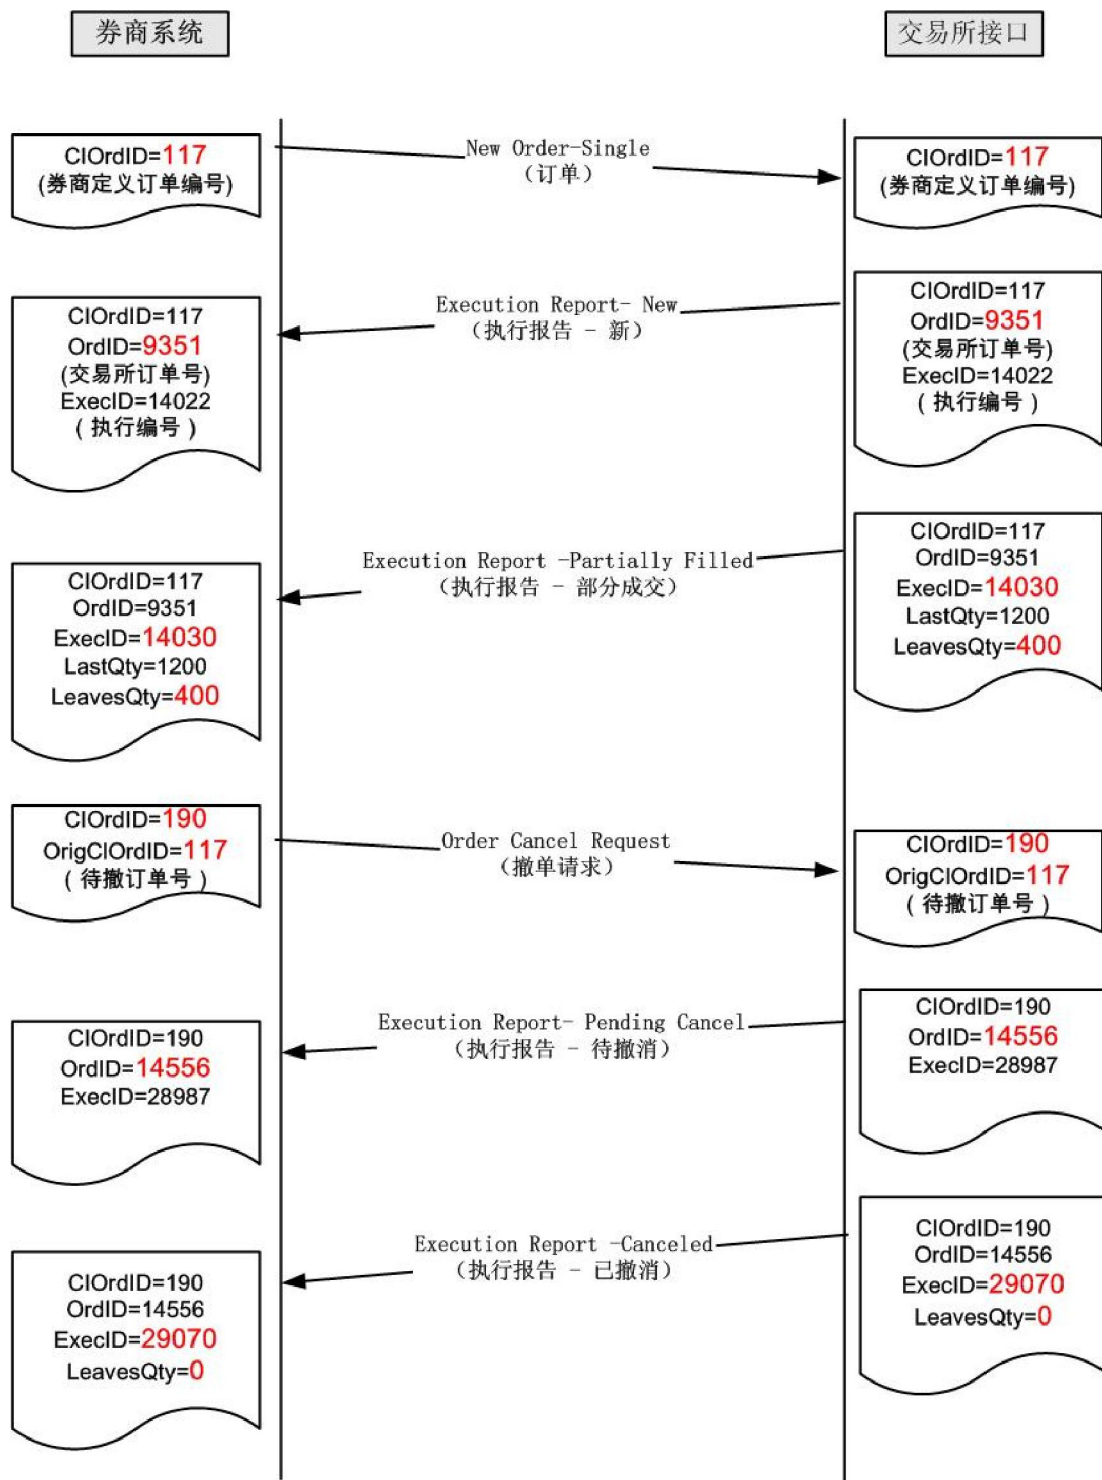 券商系统
交易所接口
ClOrdID=117
(券商定义订单编号)
New Order-Single
（订单）
ClOrdID=117
(券商定义订单编号)
ClOrdID=117
OrdID=9351
(交易所订单号)
ExecID=14022
( 执行编号 )
Execution Report- New
（执行报告 - 新）
ClOrdID=117
OrdID=9351
(交易所订单号)
ExecID=14022
( 执行编号 )
ClOrdID=117
OrdID=9351
ExecID=14030
LastQty=1200
LeavesQty=400
Execution Report -Partially Filled
（执行报告 - 部分成交）
ClOrdID=117
OrdID=9351
ExecID=14030
LastQty=1200
LeavesQty=400
ClOrdID=190
OrigClOrdID=117
( 待撤订单号 )
Order Cancel Request
（撤单请求）
ClOrdID=190
OrigClOrdID=117
( 待撤订单号 )
ClOrdID=190
OrdID=14556
ExecID=28987
Execution Report- Pending Cancel
（执行报告 - 待撤消）
ClOrdID=190
OrdID=14556
ExecID=28987
ClOrdID=190
OrdID=14556
ExecID=29070
LeavesQty=0
Execution Report -Canceled
（执行报告 - 已撤消）
ClOrdID=190
OrdID=14556
ExecID=29070
LeavesQty=0